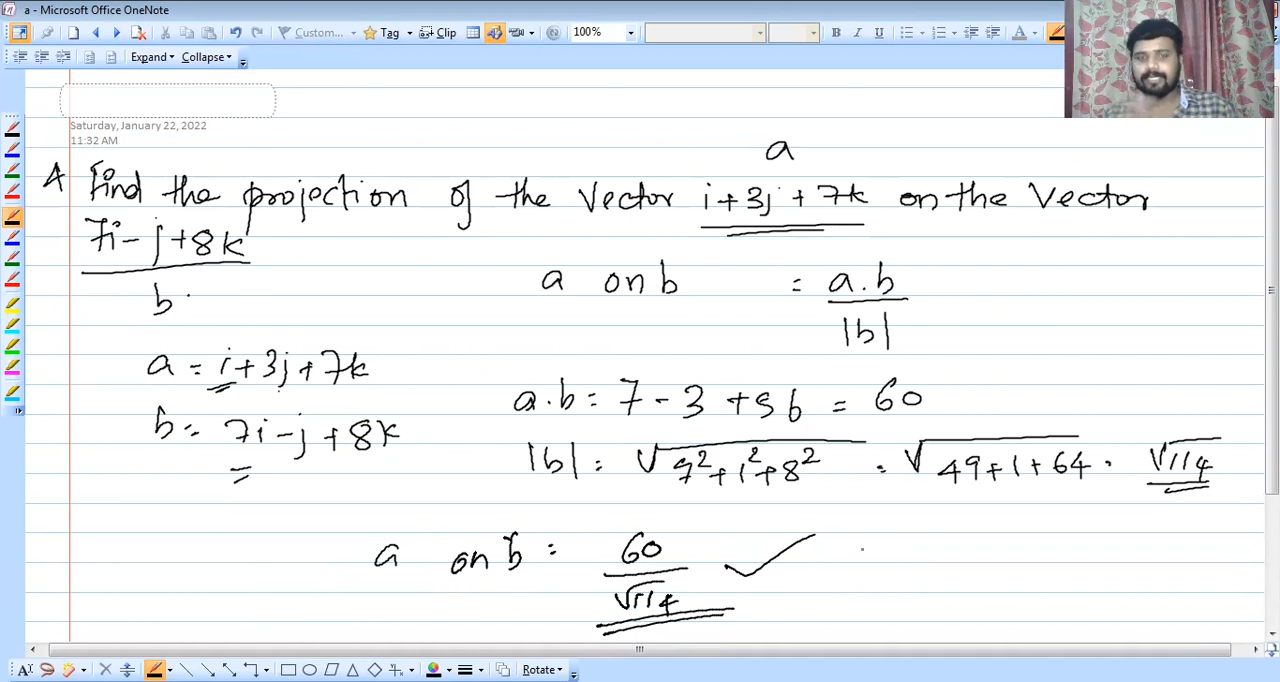 a - Microsoft Office OneNote
Custom... Tag Clip 100% B I U A
Expand Collapse
Saturday, January 22, 2022
11:32 AM
a
A Find the projection of the vector i+3j+7k on the vector
7i-j+8k
b.
a on b = a.b / |b|
a = i+3j+7k
b = 7i-j+8k
a.b = 7-3+56 = 60
|b| = √7²+1²+8² = √49+1+64 = √114
a on b = 60/√114 ✓
Rotate